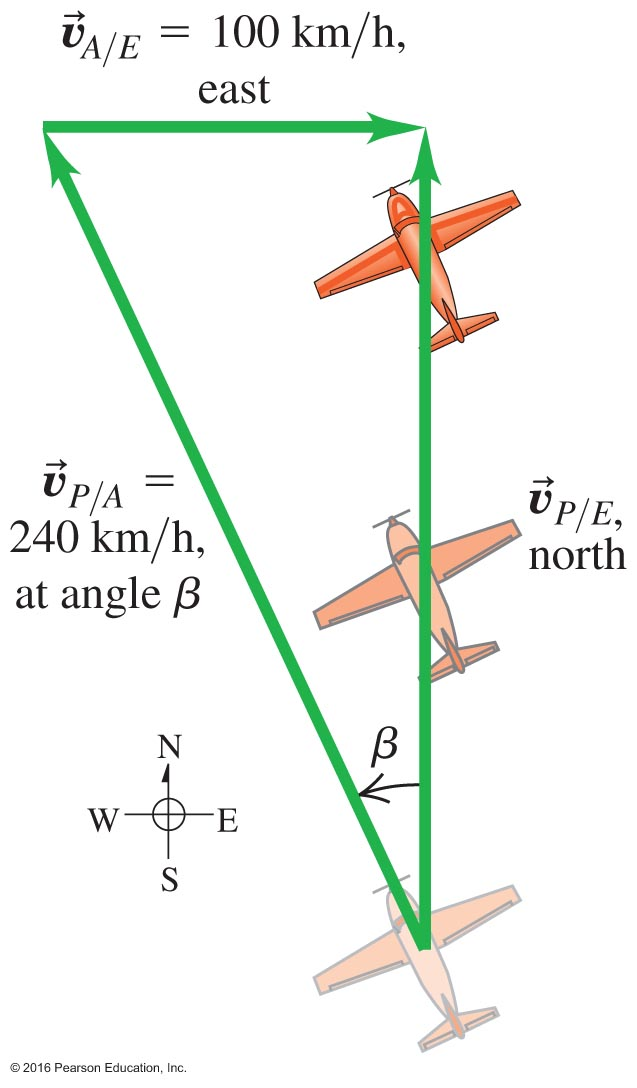 v⃗A/E = 100 km/h,
east
v⃗P/A =
240 km/h,
at angle β
v⃗P/E,
north
β
N
W E
S
© 2016 Pearson Education, Inc.